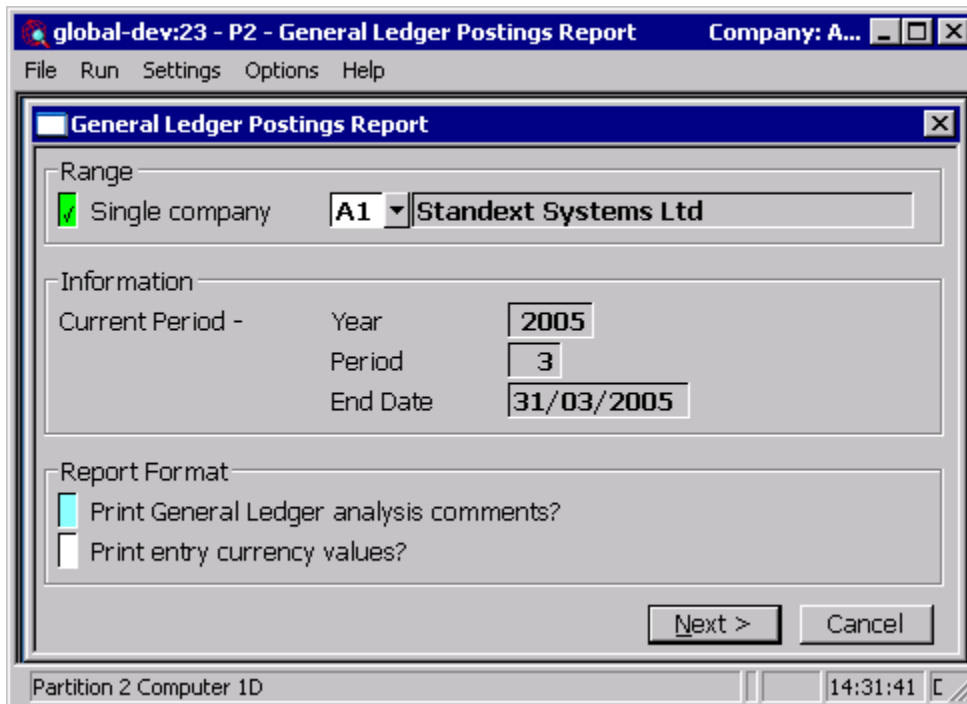 global-dev:23 - P2 - General Ledger Postings Report Company: A...
File Run Settings Options Help
General Ledger Postings Report
Range
Single company A1 Standext Systems Ltd
Information
Current Period - Year 2005
Period 3
End Date 31/03/2005
Report Format
Print General Ledger analysis comments?
Print entry currency values?
Next > Cancel
Partition 2 Computer 1D 14:31:41